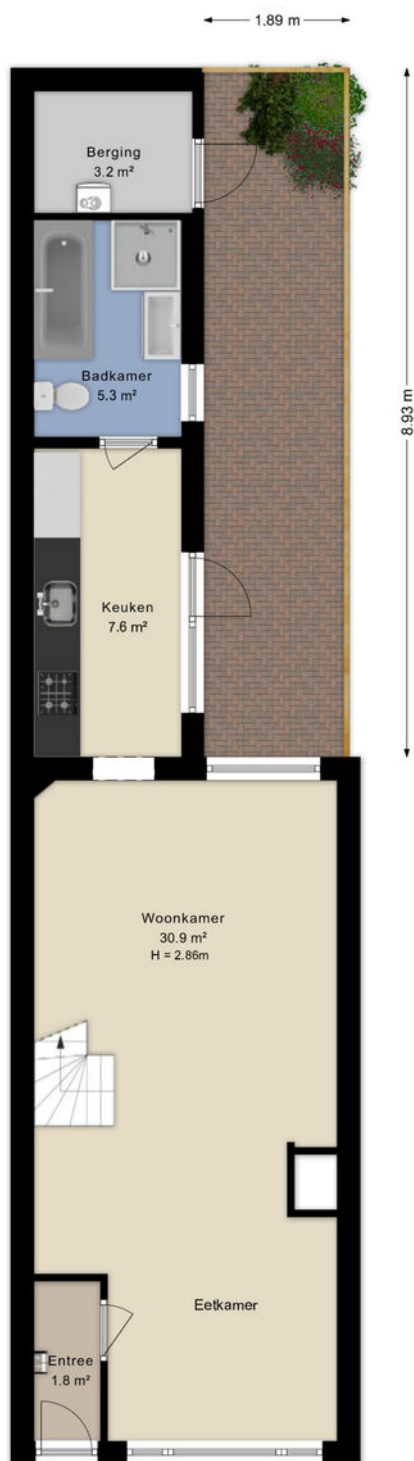 1.89 m
Berging
3.2 m²
Badkamer
5.3 m²
8.93 m
Keuken
7.6 m²
Woonkamer
30.9 m²
H = 2.86m
Eetkamer
Entree
1.8 m²